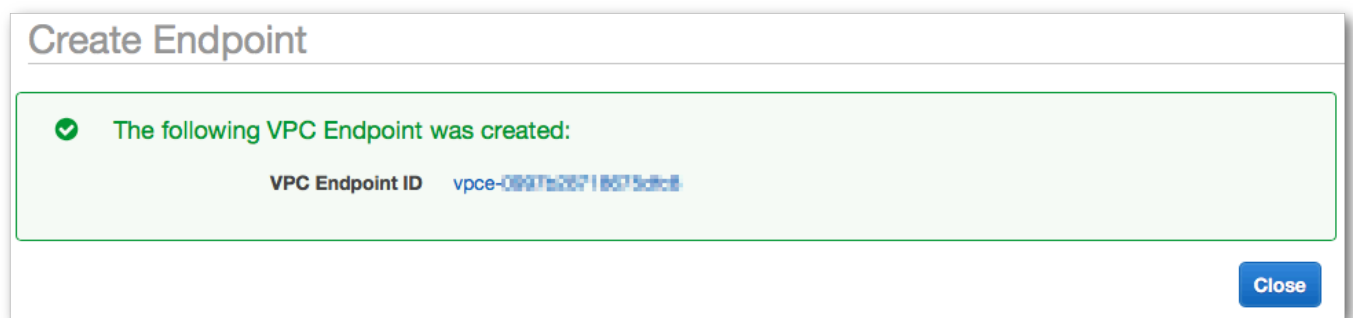 Create Endpoint
The following VPC Endpoint was created:
VPC Endpoint ID vpce-
Close